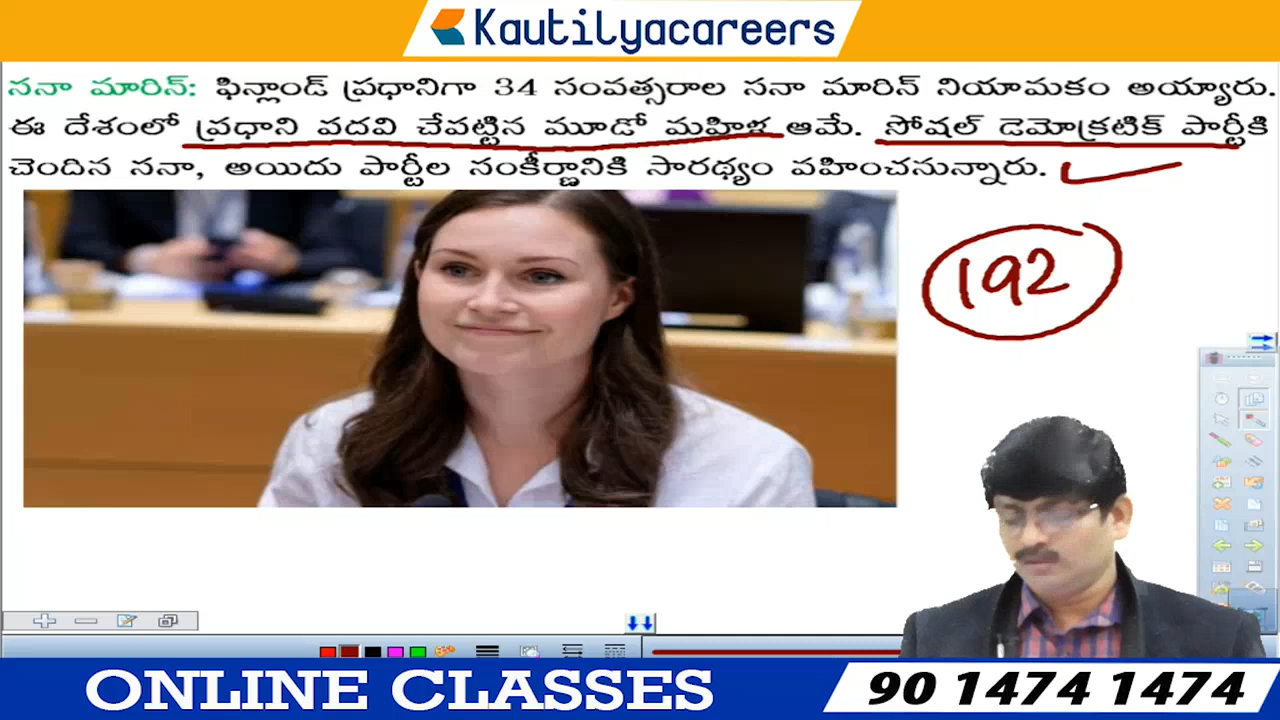 Kautilyacareers
సనా మారిన్: ఫిన్లాండ్ ప్రధానిగా 34 సంవత్సరాల సనా మారిన్ నియామకం అయ్యారు.
ఈ దేశంలో ప్రధాని పదవి చేపట్టిన మూడో మహిళ ఆమే. సోషల్ డెమోక్రటిక్ పార్టీకి
చెందిన సనా, అయిదు పార్టీల సంకీర్ణానికి సారథ్యం వహించనున్నారు.
192
ONLINE CLASSES
90 1474 1474